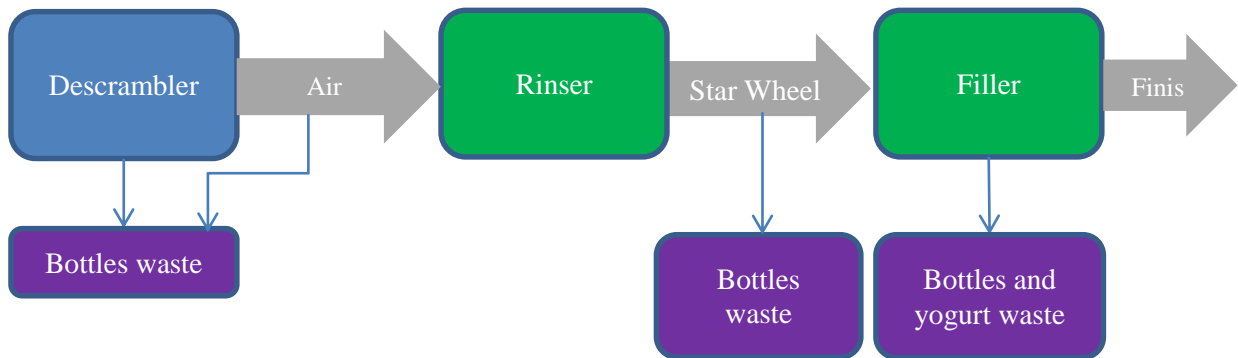 Descrambler
Air
Rinser
Star Wheel
Filler
Finis
Bottles waste
Bottles
waste
Bottles and
yogurt waste